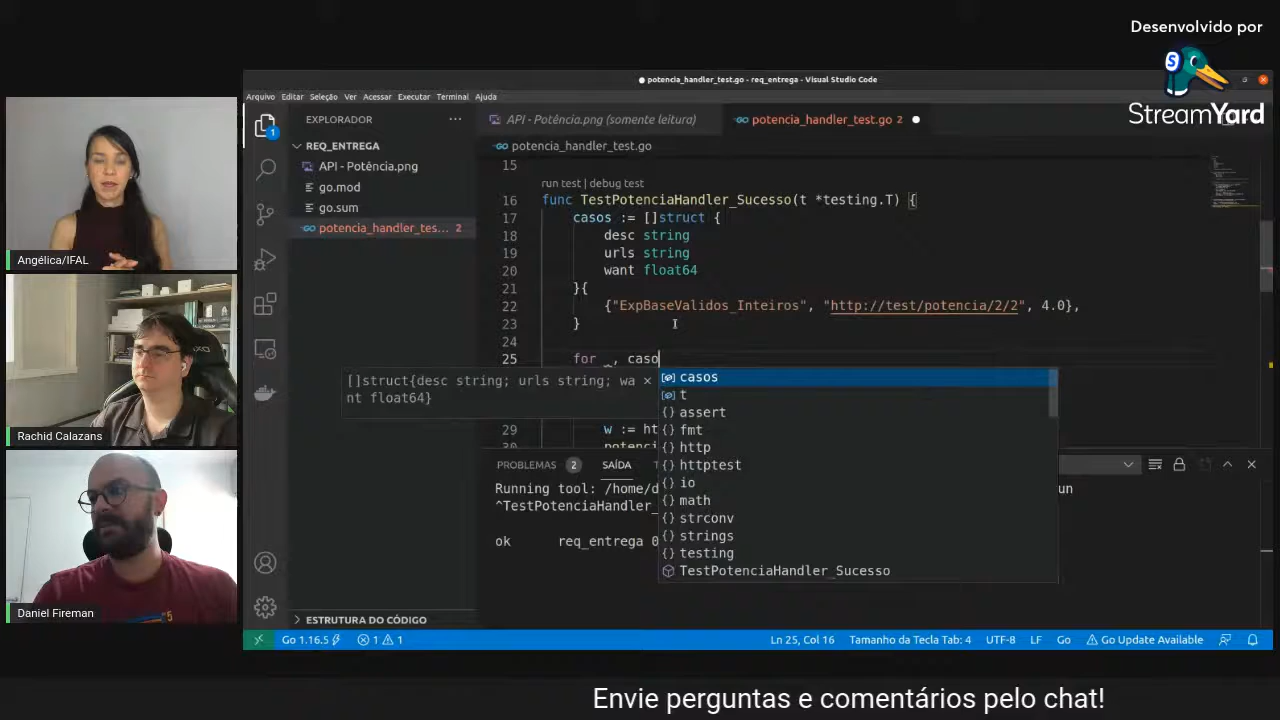 Desenvolvido por
StreamYard
potencia_handler_test.go - req_entrega - Visual Studio Code
Arquivo Editar Seleção Ver Acessar Executar Terminal Ajuda
EXPLORADOR
API - Potência.png (somente leitura)
potencia_handler_test.go 2
REQ_ENTREGA
API - Potência.png
go.mod
go.sum
potencia_handler_tes... 2
1
potencia_handler_test.go
15
run test | debug test
16 func TestPotenciaHandler_Sucesso(t *testing.T) {
17 casos := []struct {
18 desc string
19 urls string
20 want float64
21 }{
22 {"ExpBaseValidos_Inteiros", "http://test/potencia/2/2", 4.0},
23 }
24
25 for _, caso
[]struct{desc string; urls string; wa
nt float64}
casos
t
assert
fmt
http
httptest
io
math
strconv
strings
testing
TestPotenciaHandler_Sucesso
29 w := ht
30 potenci
PROBLEMAS 2 SAÍDA
Running tool: /home/d
un
^TestPotenciaHandler_
ok req_entrega 0
ESTRUTURA DO CÓDIGO
Go 1.16.5 1 1
Ln 25, Col 16 Tamanho da Tecla Tab: 4 UTF-8 LF Go Go Update Available
Angélica/IFAL
Rachid Calazans
Daniel Fireman
Envie perguntas e comentários pelo chat!